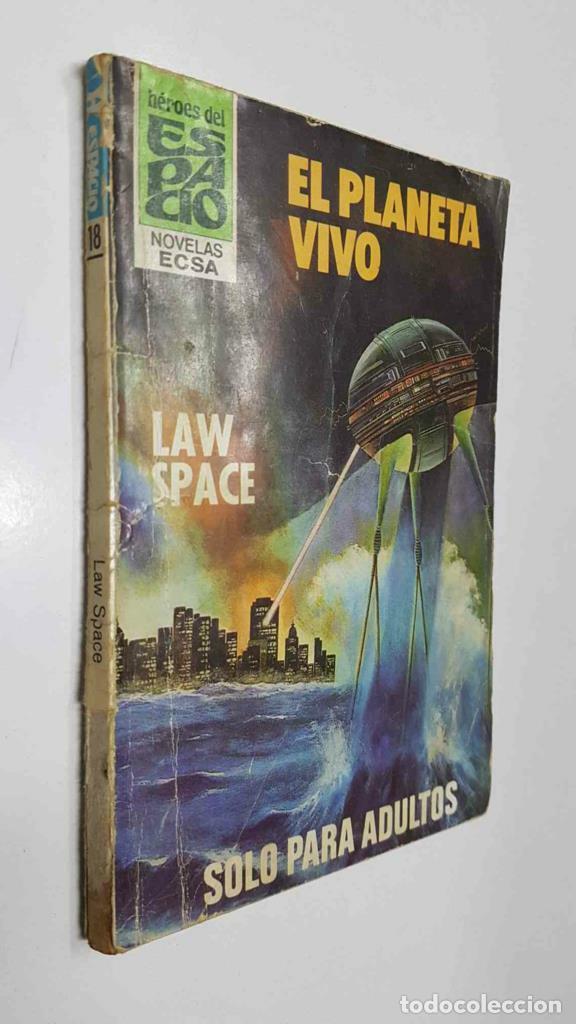 héroes del
ESPACIO
NOVELAS
ECSA
EL PLANETA
VIVO
LAW
SPACE
SOLO PARA ADULTOS
18
Law Space
todocoleccion